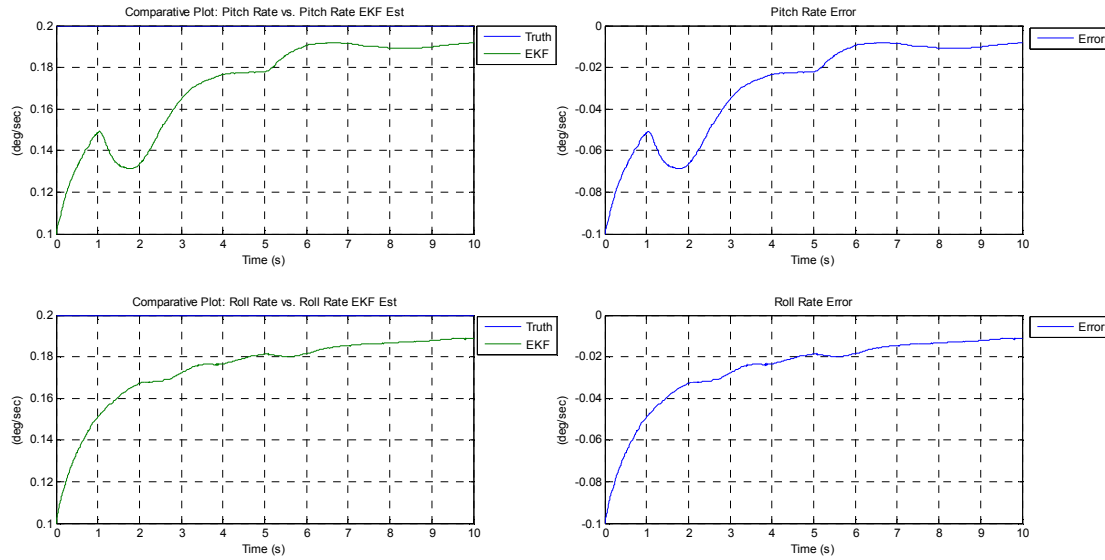 Comparative Plot: Pitch Rate vs. Pitch Rate EKF Est
0.2
0.18
0.16
0.14
0.12
0.1
(deg/sec)
0 1 2 3 4 5 6 7 8 9 10
Time (s)
Truth
EKF
Pitch Rate Error
0
-0.02
-0.04
-0.06
-0.08
-0.1
(deg/sec)
0 1 2 3 4 5 6 7 8 9 10
Time (s)
Error
Comparative Plot: Roll Rate vs. Roll Rate EKF Est
0.2
0.18
0.16
0.14
0.12
0.1
(deg/sec)
0 1 2 3 4 5 6 7 8 9 10
Time (s)
Truth
EKF
Roll Rate Error
0
-0.02
-0.04
-0.06
-0.08
-0.1
(deg/sec)
0 1 2 3 4 5 6 7 8 9 10
Time (s)
Error